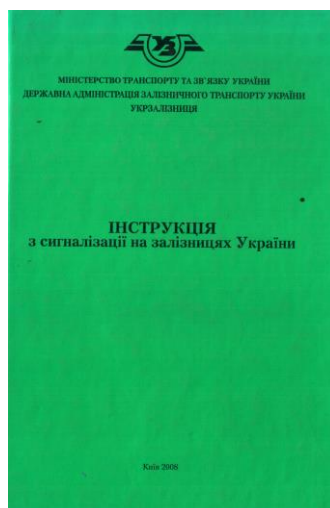 УЗ
МІНІСТЕРСТВО ТРАНСПОРТУ ТА ЗВ`ЯЗКУ УКРАЇНИ
ДЕРЖАВНА АДМІНІСТРАЦІЯ ЗАЛІЗНИЧНОГО ТРАНСПОРТУ УКРАЇНИ
УКРЗАЛІЗНИЦЯ
ІНСТРУКЦІЯ
з сигналізації на залізницях України
Київ 2008